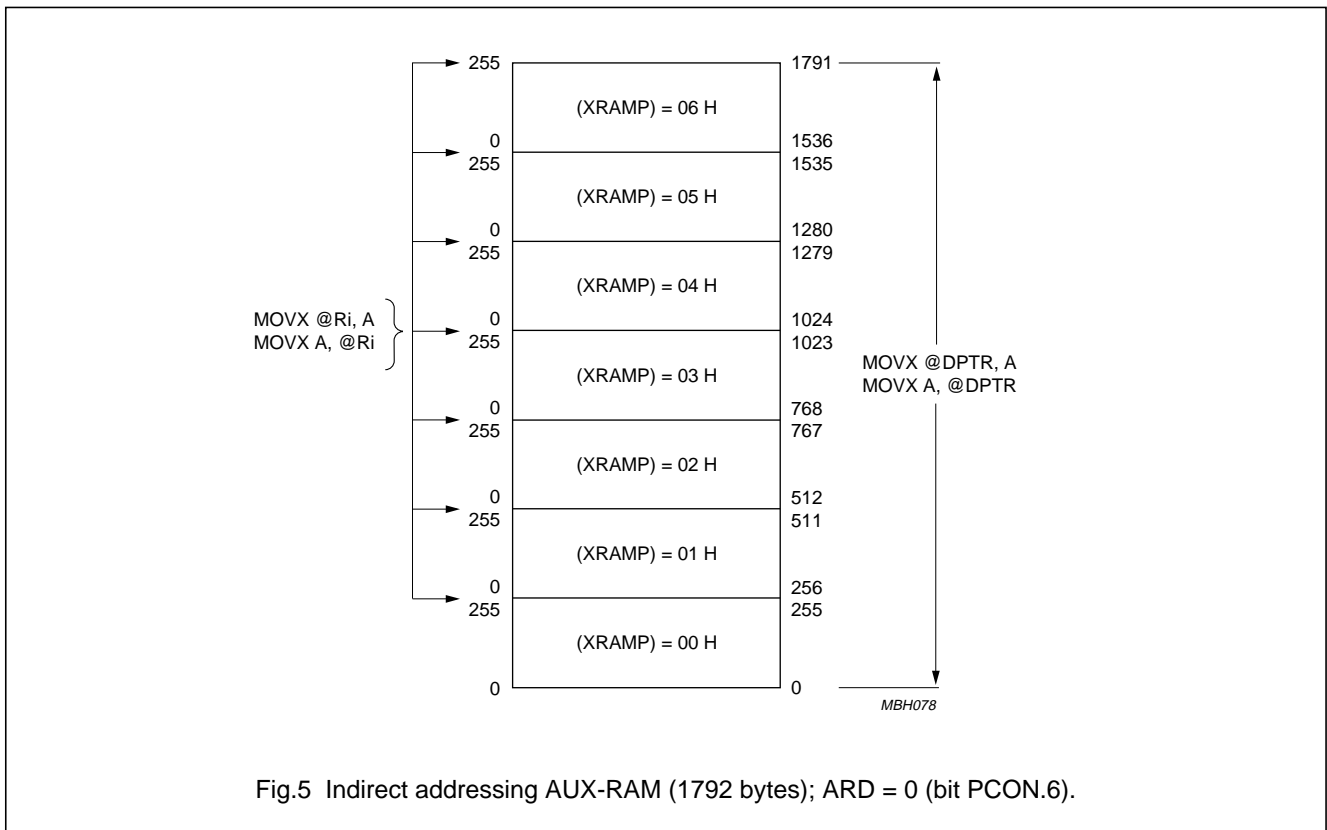 255
1791
(XRAMP) = 06 H
0
1536
255
1535
(XRAMP) = 05 H
0
1280
255
1279
(XRAMP) = 04 H
MOVX @Ri, A
0
1024
MOVX A, @Ri
255
1023
(XRAMP) = 03 H
MOVX @DPTR, A
MOVX A, @DPTR
0
768
255
767
(XRAMP) = 02 H
0
512
255
511
(XRAMP) = 01 H
0
256
255
255
(XRAMP) = 00 H
0
0
MBH078
Fig.5 Indirect addressing AUX-RAM (1792 bytes); ARD = 0 (bit PCON.6).